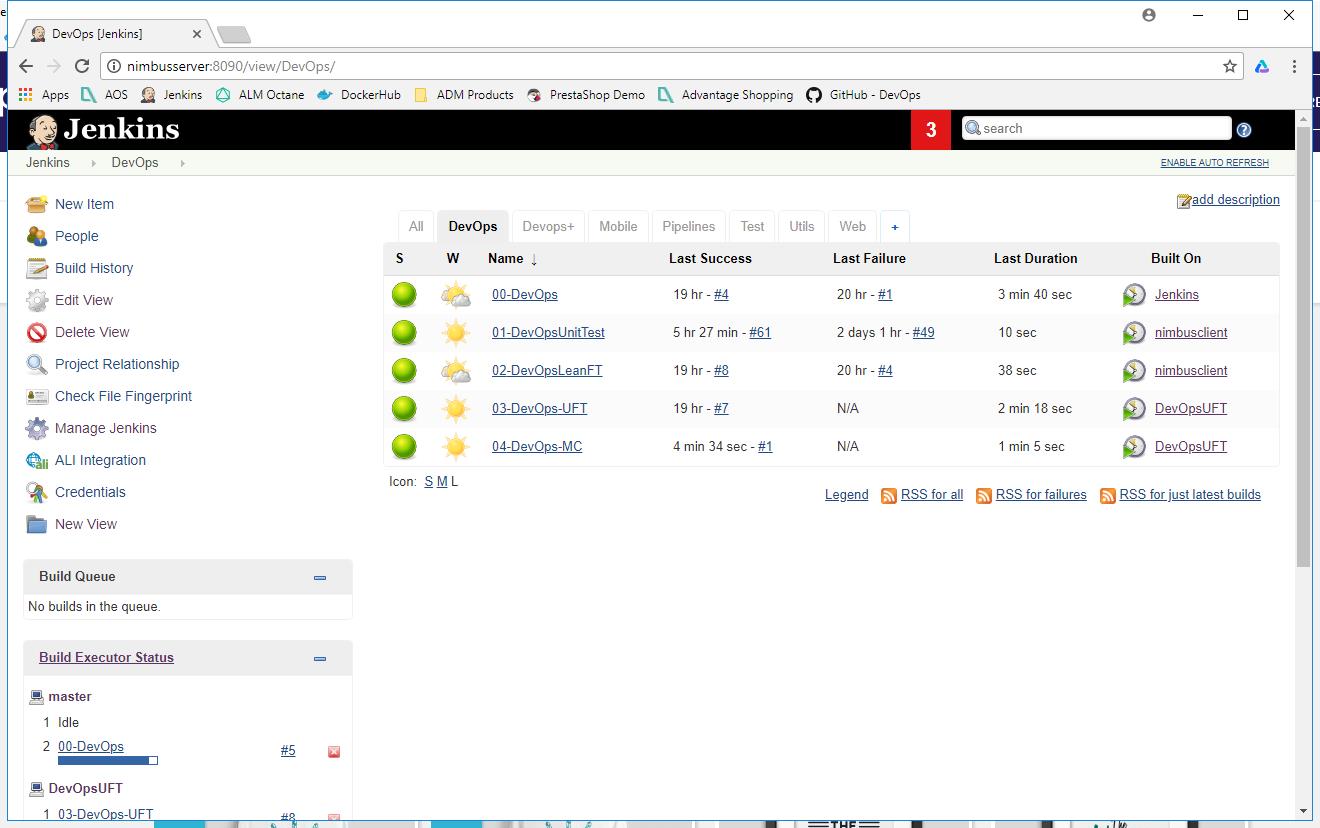 DevOps [Jenkins]
nimbusserver:8090/view/DevOps/
Apps AOS Jenkins ALM Octane DockerHub ADM Products PrestaShop Demo Advantage Shopping GitHub - DevOps
Jenkins 3 search
Jenkins DevOps ENABLE AUTO REFRESH
add description
New Item
People
Build History
Edit View
Delete View
Project Relationship
Check File Fingerprint
Manage Jenkins
ALI Integration
Credentials
New View
All DevOps Devops+ Mobile Pipelines Test Utils Web +
S W Name ↓ Last Success Last Failure Last Duration Built On
00-DevOps 19 hr - #4 20 hr - #1 3 min 40 sec Jenkins
01-DevOpsUnitTest 5 hr 27 min - #61 2 days 1 hr - #49 10 sec nimbusclient
02-DevOpsLeanFT 19 hr - #8 20 hr - #4 38 sec nimbusclient
03-DevOps-UFT 19 hr - #7 N/A 2 min 18 sec DevOpsUFT
04-DevOps-MC 4 min 34 sec - #1 N/A 1 min 5 sec DevOpsUFT
Icon: S M L
Legend RSS for all RSS for failures RSS for just latest builds
Build Queue
No builds in the queue.
Build Executor Status
master
1 Idle
2 00-DevOps #5
DevOpsUFT
1 03-DevOps-UFT #8
THE